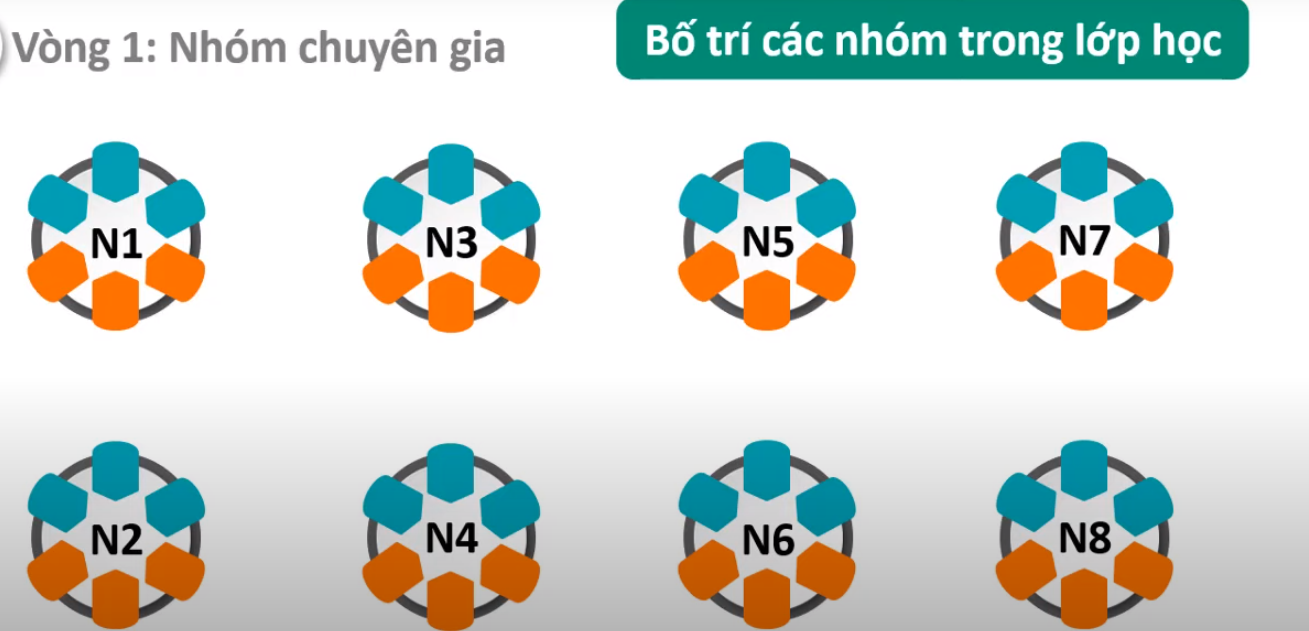 Vòng 1: Nhóm chuyên gia
Bố trí các nhóm trong lớp học
N1
N3
N5
N7
N2
N4
N6
N8